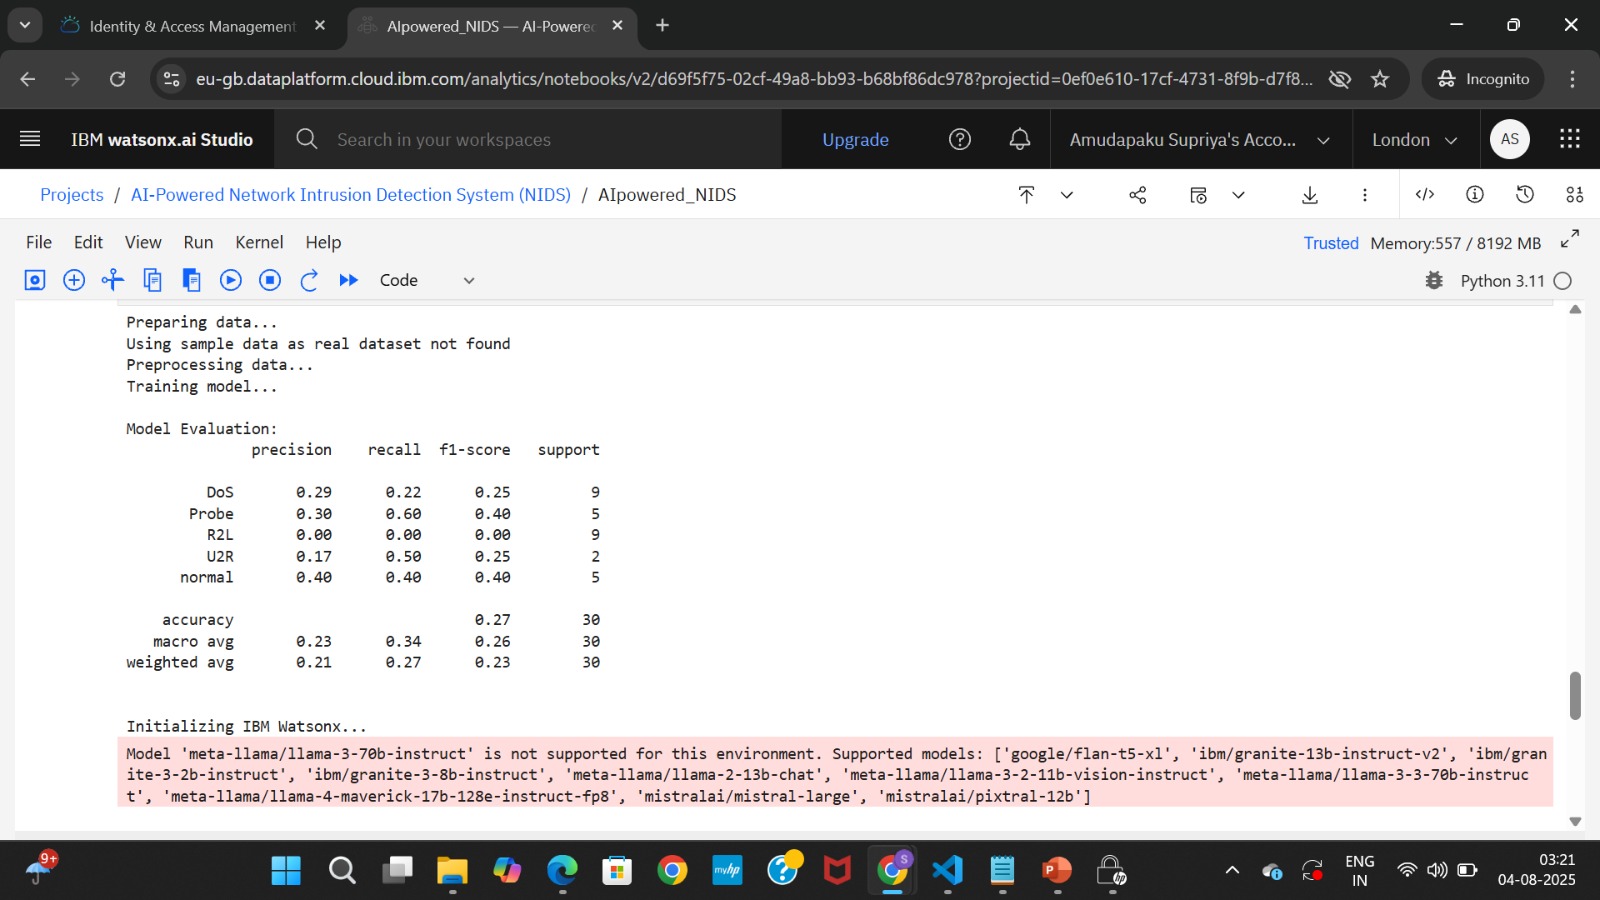 Identity & Access Management
AIpowered_NIDS — AI-Powere
eu-gb.dataplatform.cloud.ibm.com/analytics/notebooks/v2/d69f5f75-02cf-49a8-bb93-b68bf86dc978?projectid=0ef0e610-17cf-4731-8f9b-d7f8...
Incognito
IBM watsonx.ai Studio
Search in your workspaces
Upgrade
Amudapaku Supriya's Acco...
London
AS
Projects / AI-Powered Network Intrusion Detection System (NIDS) / AIpowered_NIDS
File Edit View Run Kernel Help
Trusted Memory:557 / 8192 MB
Code
Python 3.11
Preparing data...
Using sample data as real dataset not found
Preprocessing data...
Training model...
Model Evaluation:
precision recall f1-score support
DoS 0.29 0.22 0.25 9
Probe 0.30 0.60 0.40 5
R2L 0.00 0.00 0.00 9
U2R 0.17 0.50 0.25 2
normal 0.40 0.40 0.40 5
accuracy 0.27 30
macro avg 0.23 0.34 0.26 30
weighted avg 0.21 0.27 0.23 30
Initializing IBM Watsonx...
Model 'meta-llama/llama-3-70b-instruct' is not supported for this environment. Supported models: ['google/flan-t5-xl', 'ibm/granite-13b-instruct-v2', 'ibm/gran
ite-3-2b-instruct', 'ibm/granite-3-8b-instruct', 'meta-llama/llama-2-13b-chat', 'meta-llama/llama-3-2-11b-vision-instruct', 'meta-llama/llama-3-3-70b-instruc
t', 'meta-llama/llama-4-maverick-17b-128e-instruct-fp8', 'mistralai/mistral-large', 'mistralai/pixtral-12b']
9+
myhp
S
P
hp
ENG
IN
03:21
04-08-2025